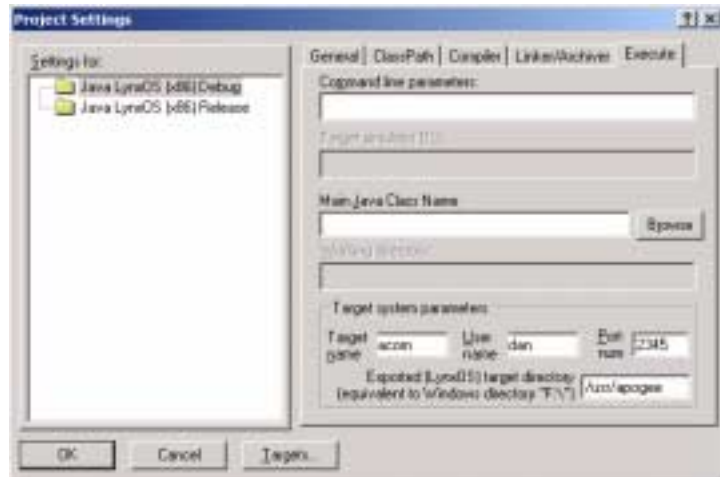 Project Settings
Settings for:
Java LynxOS (x86) Debug
Java LynxOS (x86) Release
General
ClassPath
Compiler
Linker/Archiver
Execute
Command line parameters:
Main Java Class Name
Browse
Working directory:
Target system parameters
Target name
acorn
User name
dan
Port num
2345
Exported (LynxOS) target directory
(equivalent to Windows directory "F:\")
/usr/apogee
OK
Cancel
Targets...